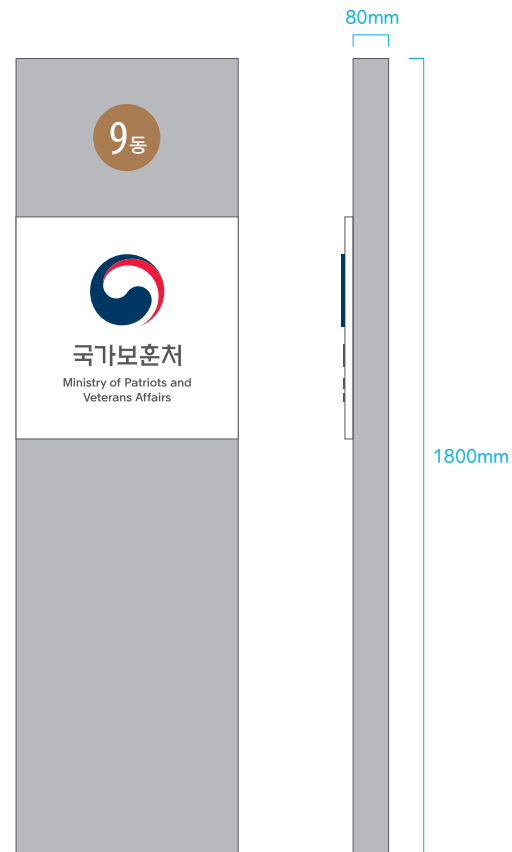 80mm
9동
국가보훈처
Ministry of Patriots and
Veterans Affairs
1800mm